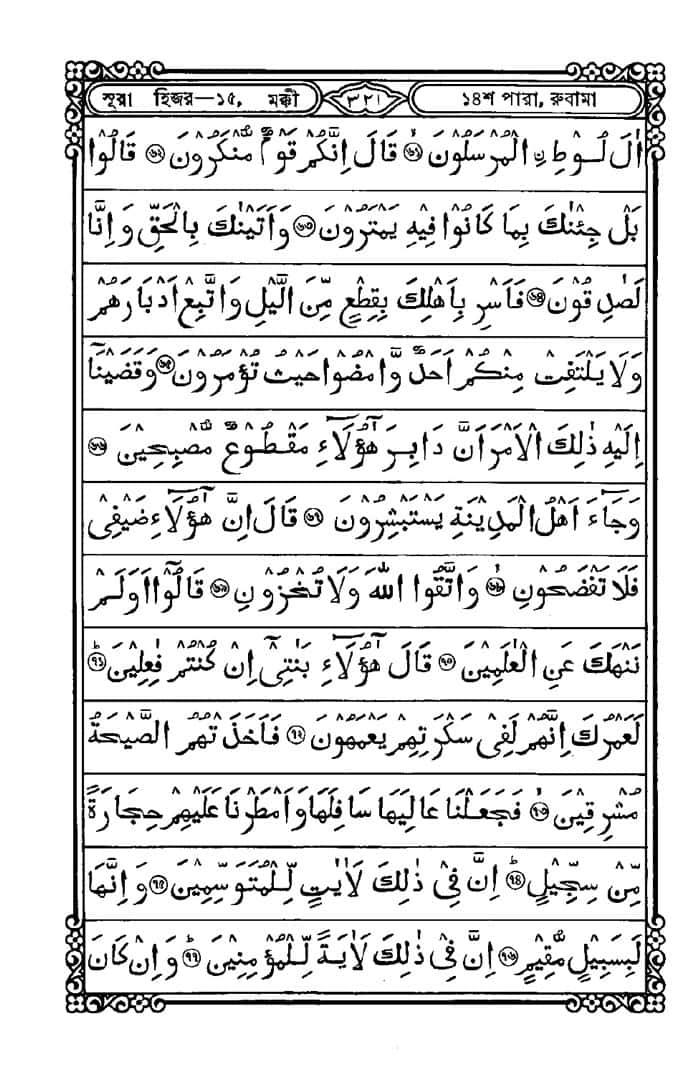 সূরা হিজর—১৫, মক্কী ৩২১ ১৪শ পারা, রুবামা
اٰلَ لُوْطِ ۨ الْمُرْسَلُوْنَ ﴿٦١﴾ قَالَ اِنَّكُمْ قَوْمٌ مُّنْكَرُوْنَ ﴿٦٢﴾ قَالُوْا
بَلْ جِئْنٰكَ بِمَا كَانُوْا فِيْهِ يَمْتَرُوْنَ ﴿٦٣﴾ وَاَتَيْنٰكَ بِالْحَقِّ وَاِنَّا
لَصٰدِقُوْنَ ﴿٦٤﴾ فَاَسْرِ بِاَهْلِكَ بِقِطْعٍ مِّنَ الَّيْلِ وَاتَّبِعْ اَدْبَارَهُمْ
وَلَا يَلْتَفِتْ مِنْكُمْ اَحَدٌ وَّامْضُوْا حَيْثُ تُؤْمَرُوْنَ ﴿٦٥﴾ وَقَضَيْنَآ
اِلَيْهِ ذٰلِكَ الْاَمْرَ اَنَّ دَابِرَ هٰٓؤُلَآءِ مَقْطُوْعٌ مُّصْبِحِيْنَ ﴿٦٦﴾
وَجَآءَ اَهْلُ الْمَدِيْنَةِ يَسْتَبْشِرُوْنَ ﴿٦٧﴾ قَالَ اِنَّ هٰٓؤُلَآءِ ضَيْفِىْ
فَلَا تَفْضَحُوْنِ ﴿٦٨﴾ وَاتَّقُوا اللّٰهَ وَلَا تُخْزُوْنِ ﴿٦٩﴾ قَالُوْٓا اَوَلَمْ
نَنْهَكَ عَنِ الْعٰلَمِيْنَ ﴿٧٠﴾ قَالَ هٰٓؤُلَآءِ بَنٰتِىْٓ اِنْ كُنْتُمْ فٰعِلِيْنَ ﴿٧١﴾
لَعَمْرُكَ اِنَّهُمْ لَفِىْ سَكْرَتِهِمْ يَعْمَهُوْنَ ﴿٧٢﴾ فَاَخَذَتْهُمُ الصَّيْحَةُ
مُشْرِقِيْنَ ﴿٧٣﴾ فَجَعَلْنَا عَالِيَهَا سَافِلَهَا وَاَمْطَرْنَا عَلَيْهِمْ حِجَارَةً
مِّنْ سِجِّيْلٍ ﴿٧٤﴾ اِنَّ فِىْ ذٰلِكَ لَاٰيٰتٍ لِّلْمُتَوَسِّمِيْنَ ﴿٧٥﴾ وَاِنَّهَا
لَبِسَبِيْلٍ مُّقِيْمٍ ﴿٧٦﴾ اِنَّ فِىْ ذٰلِكَ لَاٰيَةً لِّلْمُؤْمِنِيْنَ ﴿٧٧﴾ وَاِنْ كَانَ